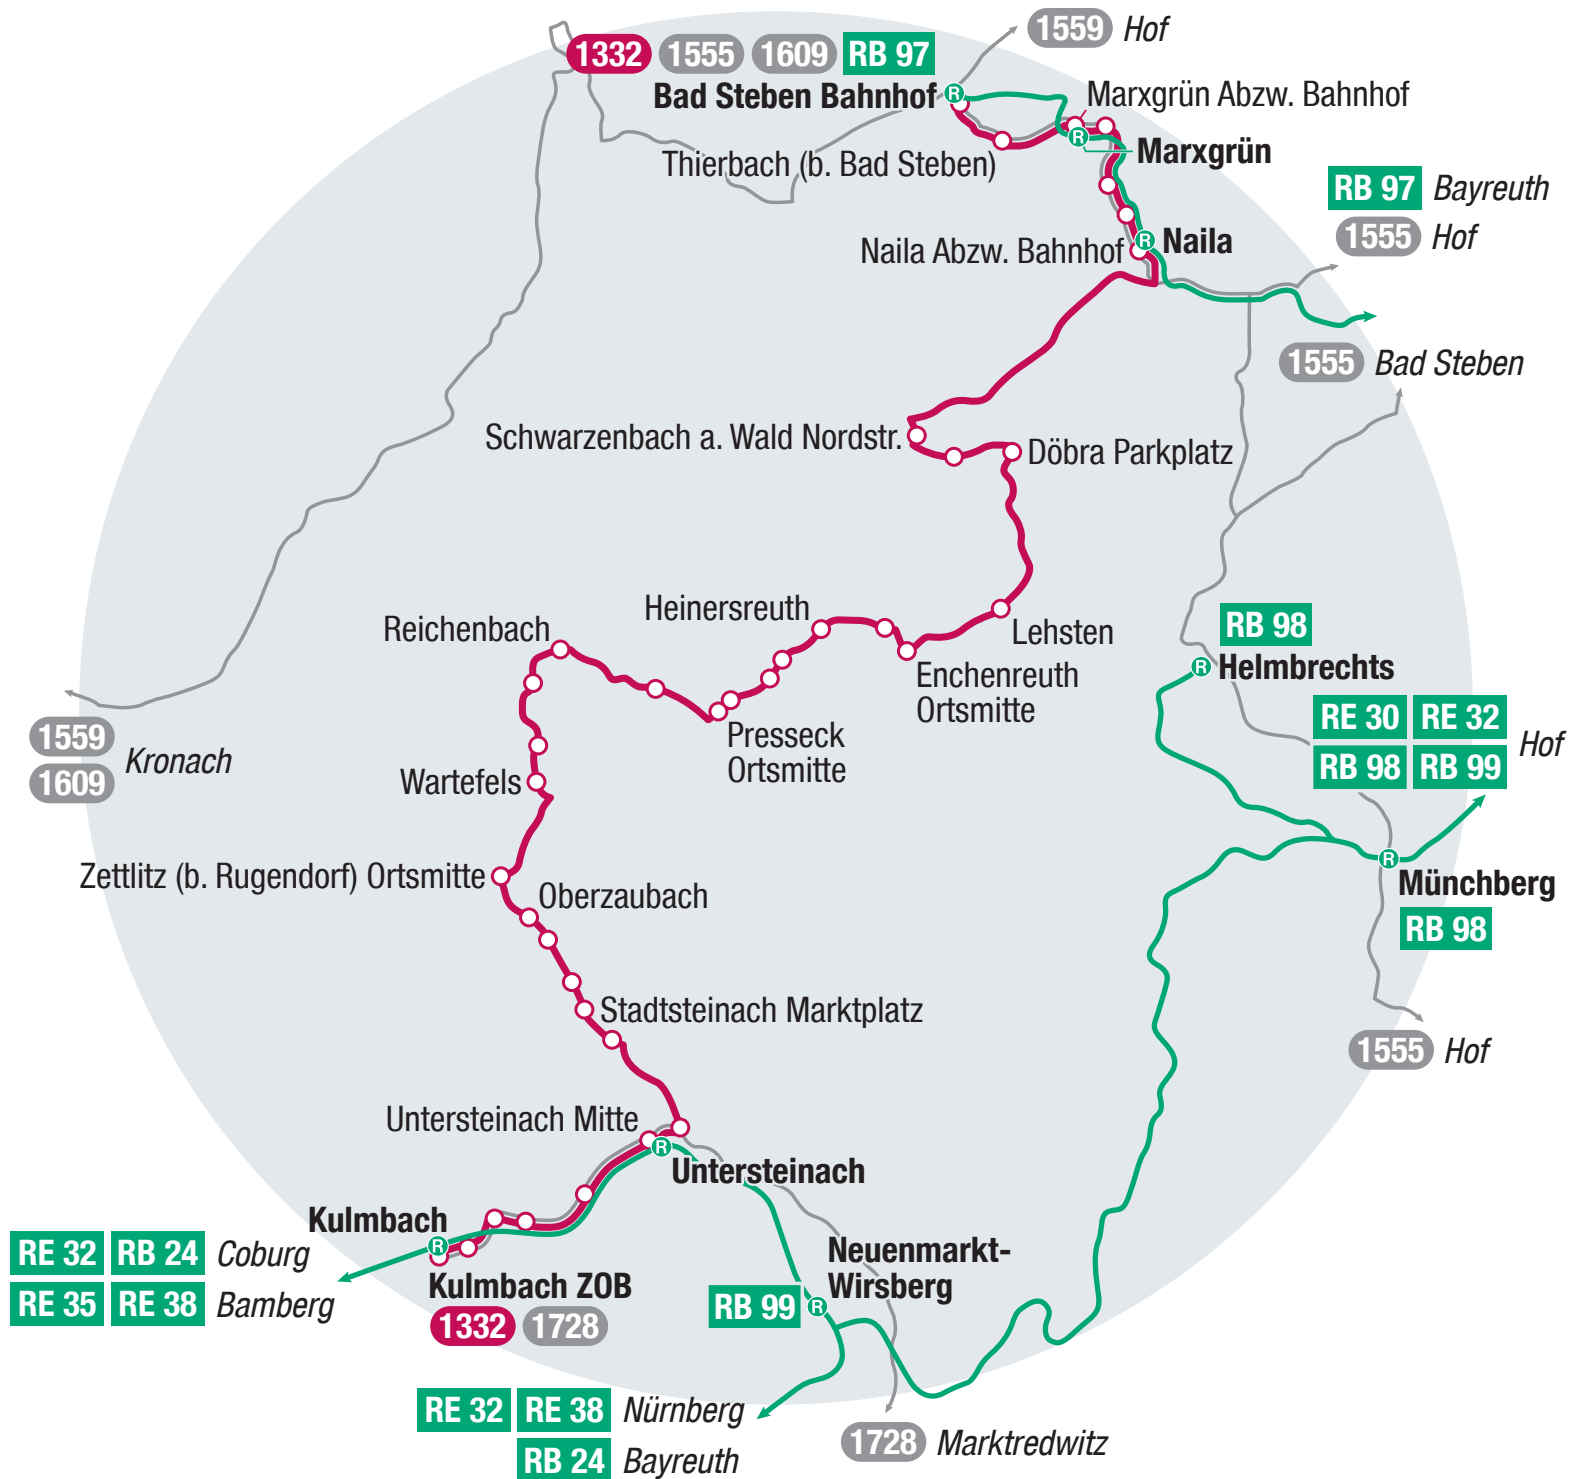 1559 Hof
1332 1555 1609 RB 97
Bad Steben Bahnhof
Marxgrün Abzw. Bahnhof
Marxgrün
Thierbach (b. Bad Steben)
RB 97 Bayreuth
1555 Hof
Naila
Naila Abzw. Bahnhof
1555 Bad Steben
Schwarzenbach a. Wald Nordstr.
Döbra Parkplatz
Heinersreuth
Reichenbach
Lehsten
RB 98
Helmbrechts
Enchenreuth
Ortsmitte
RE 30 RE 32
RB 98 RB 99
Hof
Presseck
Ortsmitte
1559
1609
Kronach
Wartefels
Zettlitz (b. Rugendorf) Ortsmitte
Oberzaubach
Münchberg
RB 98
Stadtsteinach Marktplatz
1555 Hof
Untersteinach Mitte
Untersteinach
Kulmbach
RE 32 RB 24 Coburg
RE 35 RE 38 Bamberg
Kulmbach ZOB
1332 1728
Neuenmarkt-
Wirsberg
RB 99
RE 32 RE 38 Nürnberg
RB 24 Bayreuth
1728 Marktredwitz
R
R
R
R
R
R
R
R